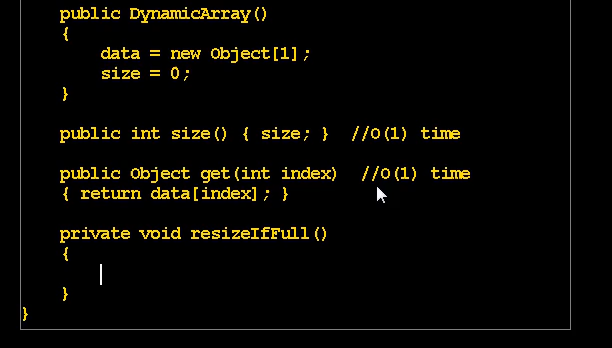 public DynamicArray()
{
data = new Object[1];
size = 0;
}
public int size() { size; } //O(1) time
public Object get(int index) //O(1) time
{ return data[index]; }
private void resizeIfFull()
{
}
}